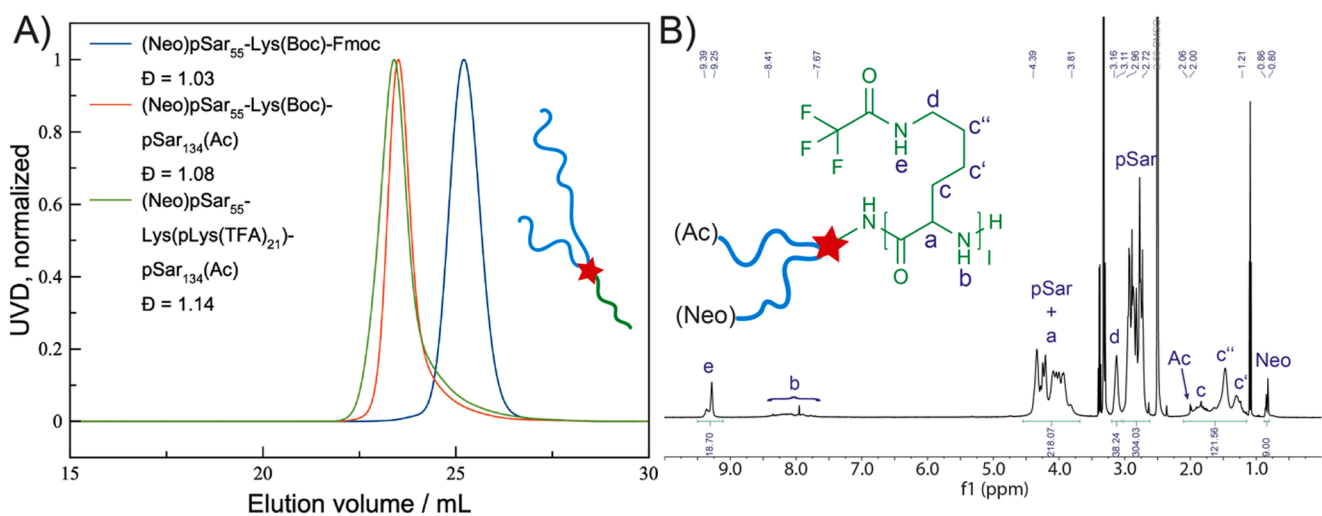 A)
(Neo)pSar55-Lys(Boc)-Fmoc
Đ = 1.03
(Neo)pSar55-Lys(Boc)-
pSar134(Ac)
Đ = 1.08
(Neo)pSar55-
Lys(pLys(TFA)21)-
pSar134(Ac)
Đ = 1.14
UVD, normalized
1
0.8
0.6
0.4
0.2
0
15
20
25
30
Elution volume / mL
B)
9.39
9.25
8.41
7.67
4.39
3.81
3.16
3.11
2.96
2.72
2.06
2.00
1.21
0.86
0.80
O
F
F
F
N
H
e
d
c''
c'
c
H
N
O
a
N
H
b
H
l
(Ac)
(Neo)
pSar
pSar
+
a
e
b
d
Ac
c
c''
c'
Neo
18.70
218.07
38.24
304.03
121.56
9.00
9.0
8.0
7.0
6.0
5.0
4.0
3.0
2.0
1.0
f1 (ppm)